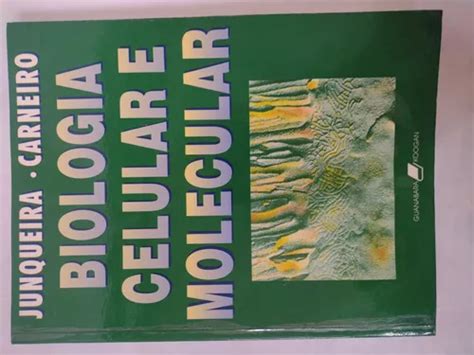 JUNQUEIRA • CARNEIRO
BIOLOGIA
CELULAR E
MOLECULAR
GUANABARA KOOGAN